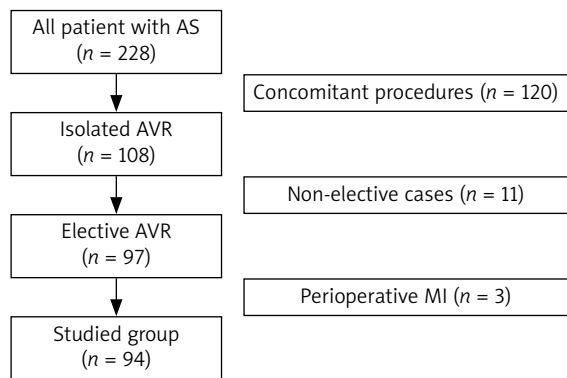 All patient with AS
(n = 228)
Concomitant procedures (n = 120)
Isolated AVR
(n = 108)
Non-elective cases (n = 11)
Elective AVR
(n = 97)
Perioperative MI (n = 3)
Studied group
(n = 94)